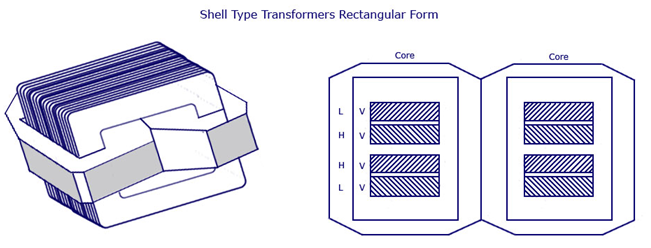 Shell Type Transformers Rectangular Form
Core
Core
L V
H V
H V
L V